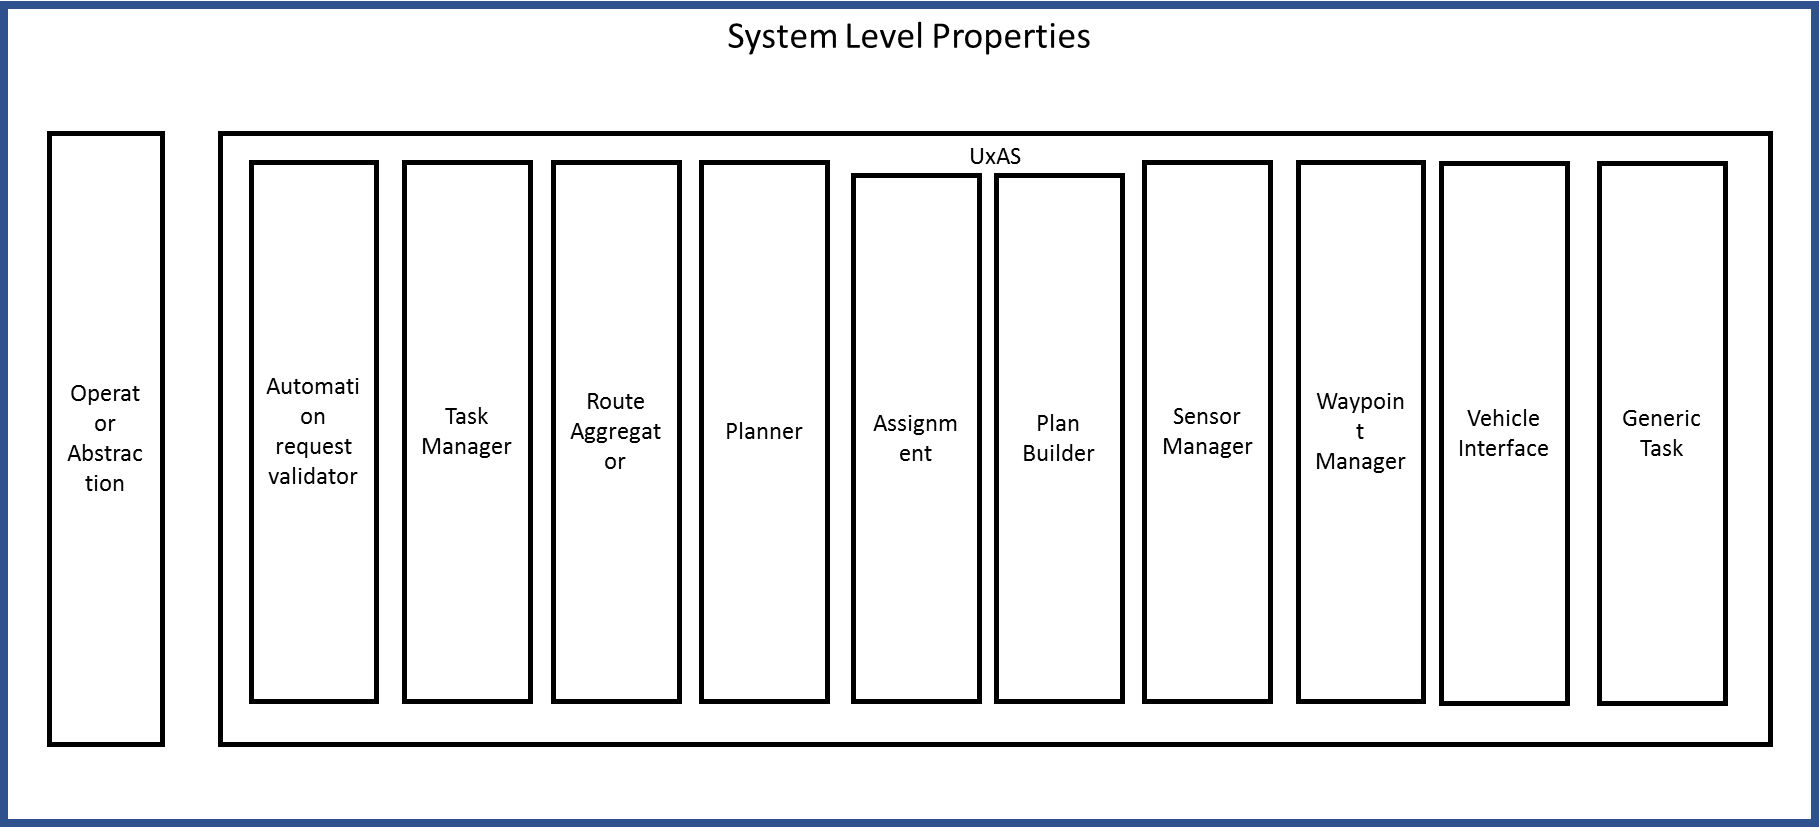 System Level Properties
UxAS
Operat
or
Abstrac
tion
Automati
on
request
validator
Task
Manager
Route
Aggregat
or
Planner
Assignm
ent
Plan
Builder
Sensor
Manager
Waypoin
t
Manager
Vehicle
Interface
Generic
Task